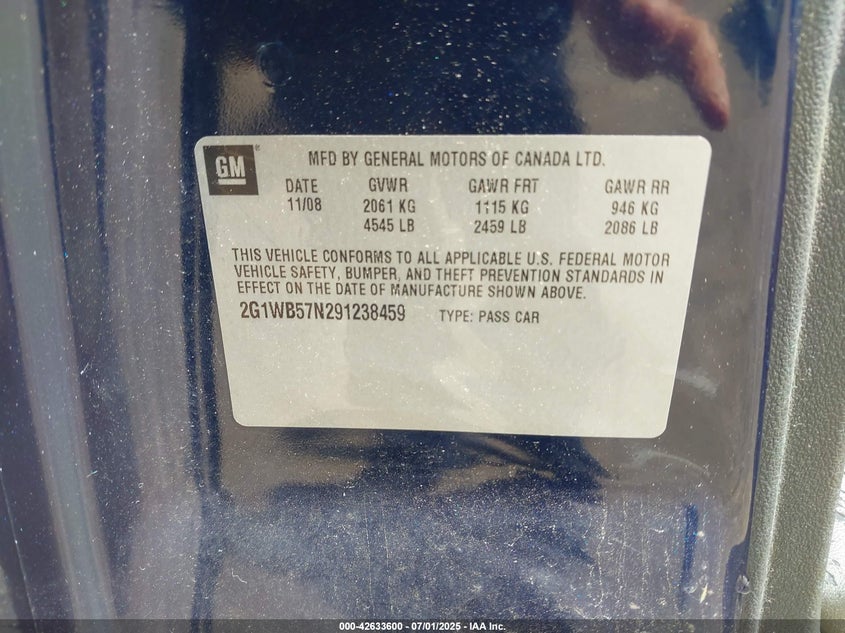 GM
®
MFD BY GENERAL MOTORS OF CANADA LTD.
DATE GVWR GAWR FRT GAWR RR
11/08 2061 KG 1115 KG 946 KG
4545 LB 2459 LB 2086 LB
THIS VEHICLE CONFORMS TO ALL APPLICABLE U.S. FEDERAL MOTOR
VEHICLE SAFETY, BUMPER, AND THEFT PREVENTION STANDARDS IN
EFFECT ON THE DATE OF MANUFACTURE SHOWN ABOVE.
2G1WB57N291238459 TYPE: PASS CAR
000-42633600 - 07/01/2025 - IAA Inc.